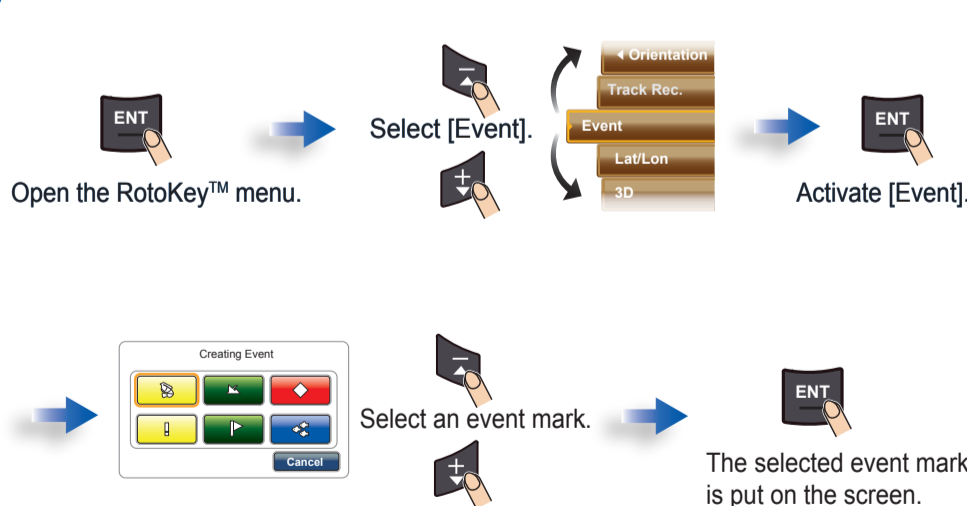 ENT
Open the RotoKey™ menu.
Select [Event].
◂ Orientation
Track Rec.
Event
Lat/Lon
3D
ENT
Activate [Event].
Creating Event
!
Cancel
Select an event mark.
ENT
The selected event mark
is put on the screen.